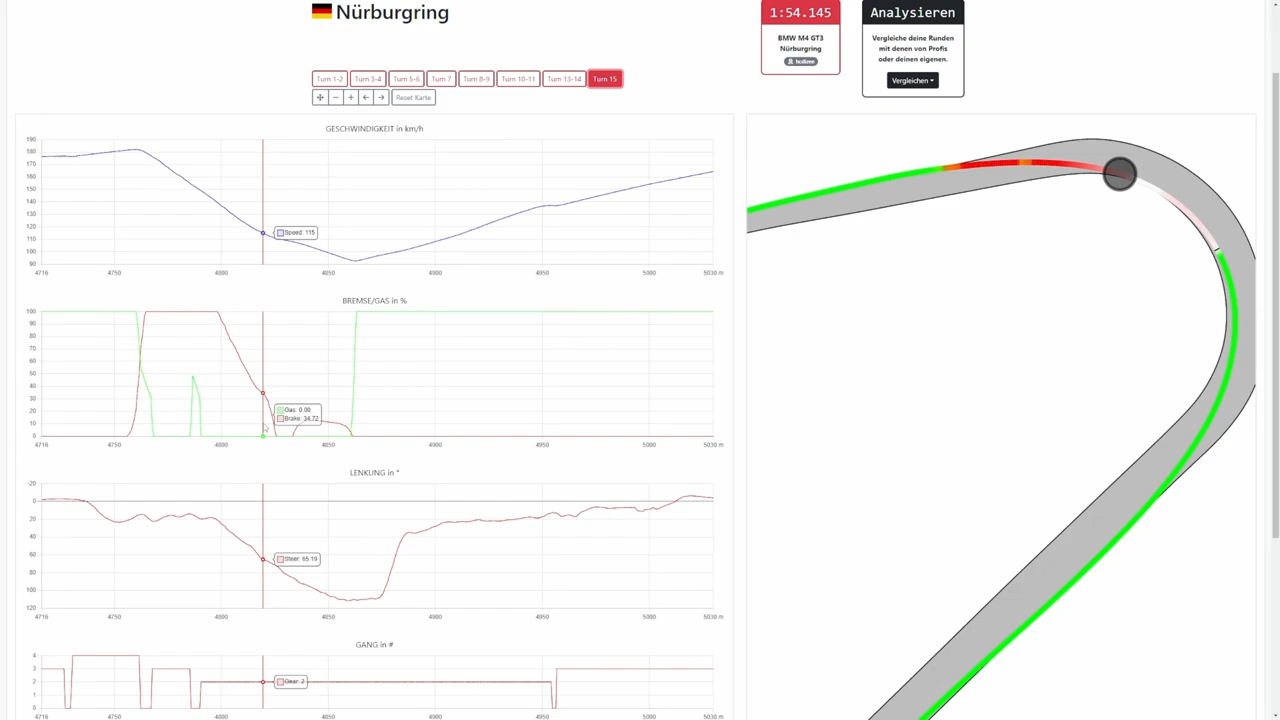 Nürburgring
1:54.145
BMW M4 GT3
Nürburgring
Analysieren
Vergleiche deine Runden
mit denen von Profis
oder deinen eigenen.
Vergleichen
Turn 1-2 Turn 3-4 Turn 5-6 Turn 7 Turn 8-9 Turn 10-11 Turn 13-14 Turn 15
Reset Karte
GESCHWINDIGKEIT in km/h
190
180
170
160
150
140
130
120
110
100
90
Speed: 115
4716 4750 4800 4850 4900 4950 5000 5030 m
BREMSE/GAS in %
100
90
80
70
60
50
40
30
20
10
0
Gas: 0.00
Brake: 34.72
4716 4750 4800 4850 4900 4950 5000 5030 m
LENKUNG in °
-20
0
20
40
60
80
100
120
Steer: 65.19
4716 4750 4800 4850 4900 4950 5000 5030 m
GANG in #
4
3
2
1
0
Gear: 2
4716 4750 4800 4850 4900 4950 5000 5030 m